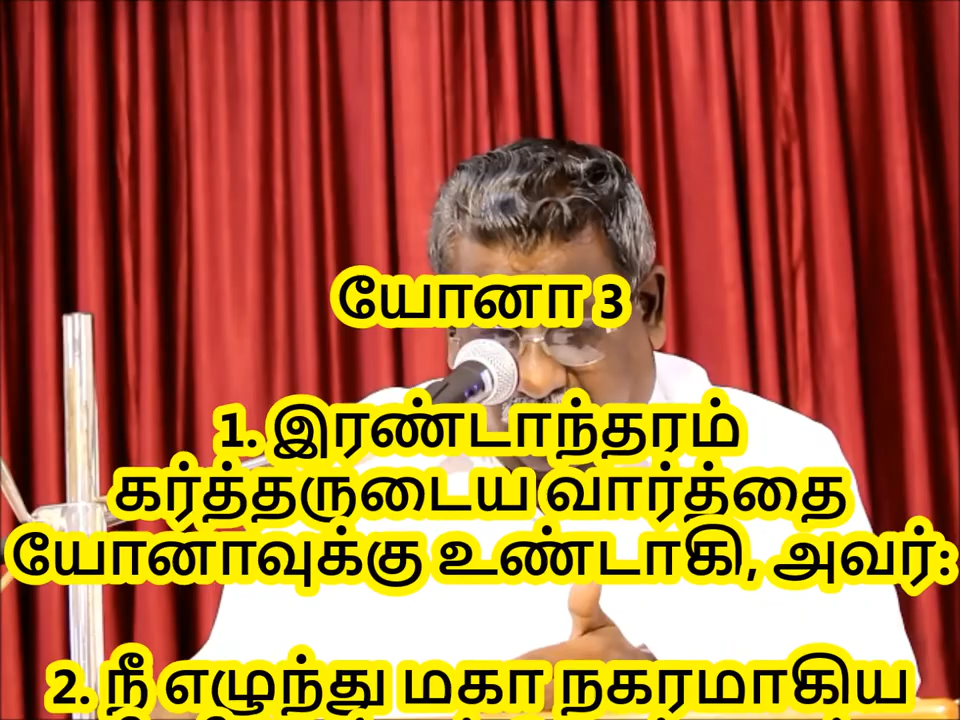 யோனா 3
1. இரண்டாந்தரம்
கர்த்தருடைய வார்த்தை
யோனாவுக்கு உண்டாகி, அவர்:
2. நீ எழுந்து மகா நகரமாகிய